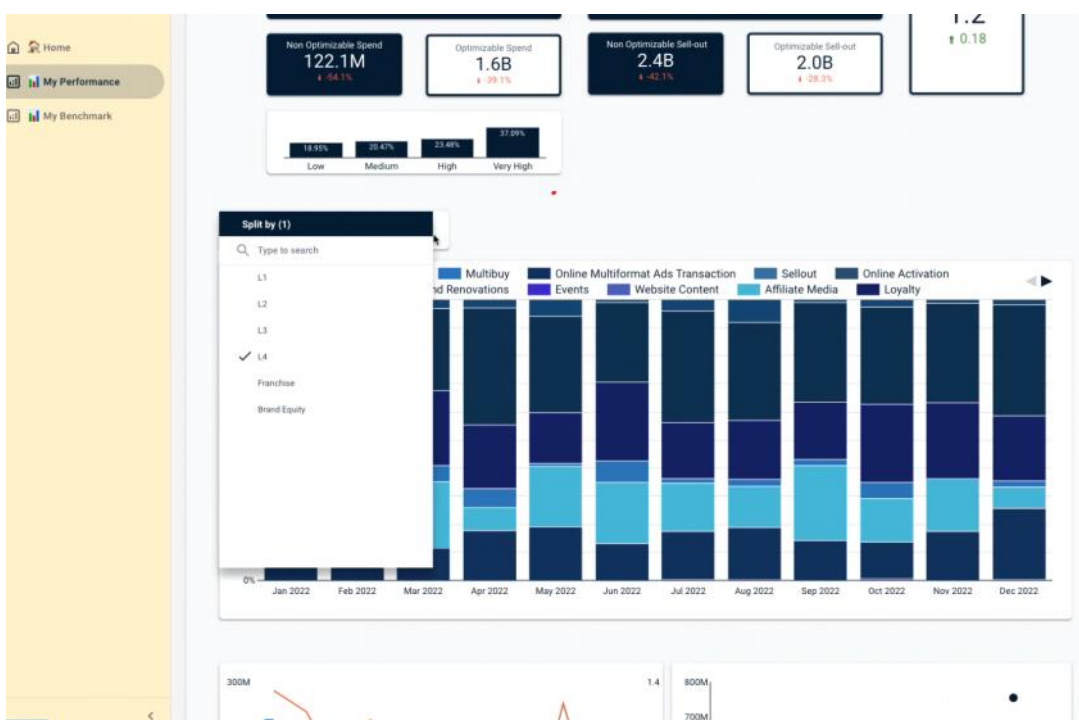 Home
My Performance
My Benchmark
Non Optimizable Spend
122.1M
-54.1%
Optimizable Spend
1.6B
-39.1%
Non Optimizable Sell-out
2.4B
-42.1%
Optimizable Sell-out
2.0B
-28.3%
1.2
0.18
18.95% 20.47% 23.48% 37.09%
Low Medium High Very High
Split by (1)
Type to search
L1
L2
L3
L4
Franchise
Brand Equity
Multibuy Online Multiformat Ads Transaction Sellout Online Activation
Renovations Events Website Content Affiliate Media Loyalty
0%
Jan 2022 Feb 2022 Mar 2022 Apr 2022 May 2022 Jun 2022 Jul 2022 Aug 2022 Sep 2022 Oct 2022 Nov 2022 Dec 2022
300M 1.4 800M
700M